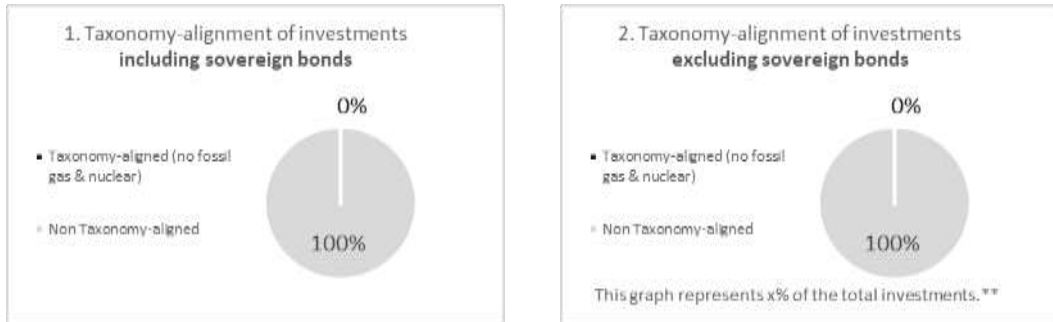 1. Taxonomy-alignment of investments
including sovereign bonds
0%
Taxonomy-aligned (no fossil
gas & nuclear)
Non Taxonomy-aligned
100%
2. Taxonomy-alignment of investments
excluding sovereign bonds
0%
Taxonomy-aligned (no fossil
gas & nuclear)
Non Taxonomy-aligned
100%
This graph represents x% of the total investments.**